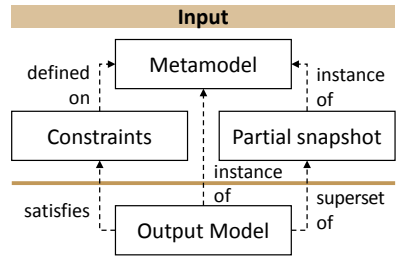 Input
Metamodel
defined
on
instance
of
Constraints
Partial snapshot
instance
of
satisfies
superset
of
Output Model